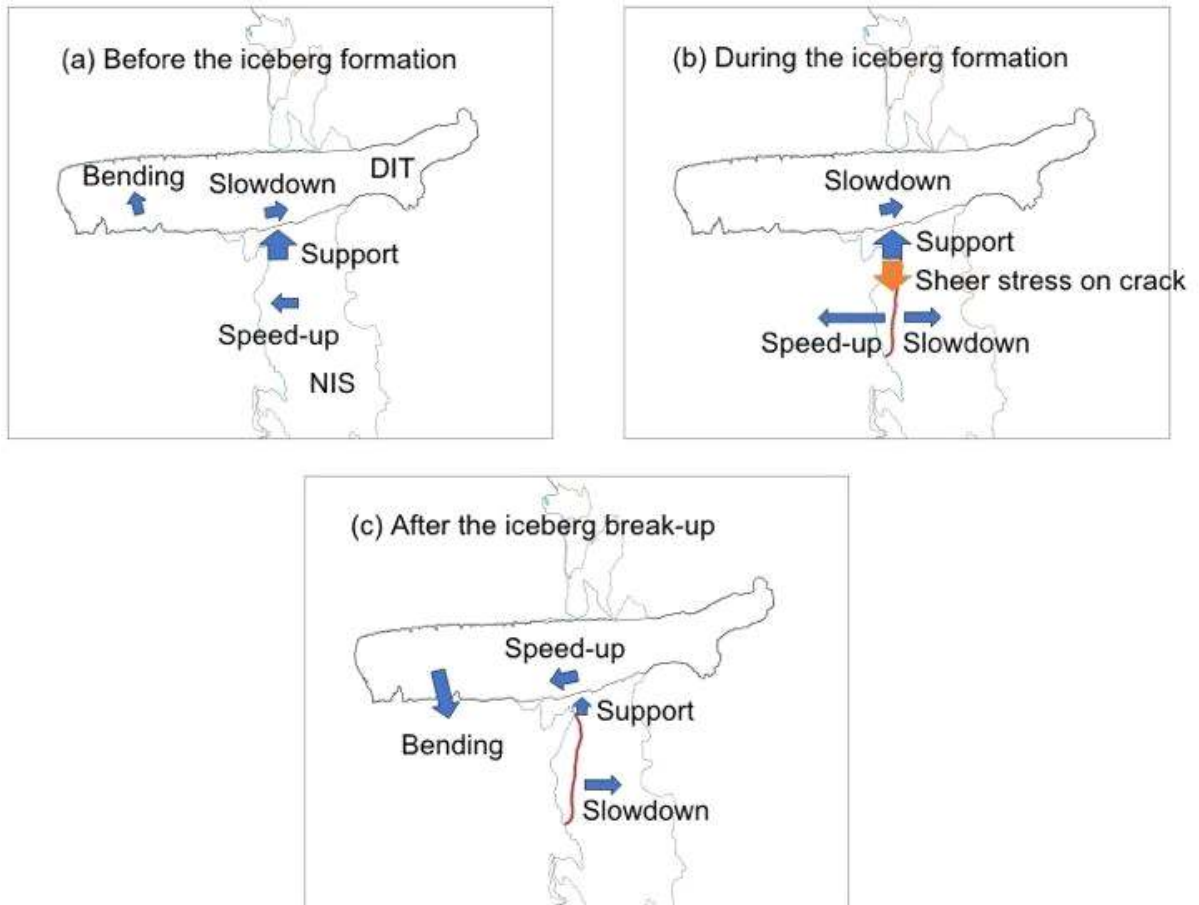 (a) Before the iceberg formation
Bending
Slowdown
DIT
Support
Speed-up
NIS
(b) During the iceberg formation
Slowdown
Support
Sheer stress on crack
Speed-up
Slowdown
(c) After the iceberg break-up
Speed-up
Support
Bending
Slowdown